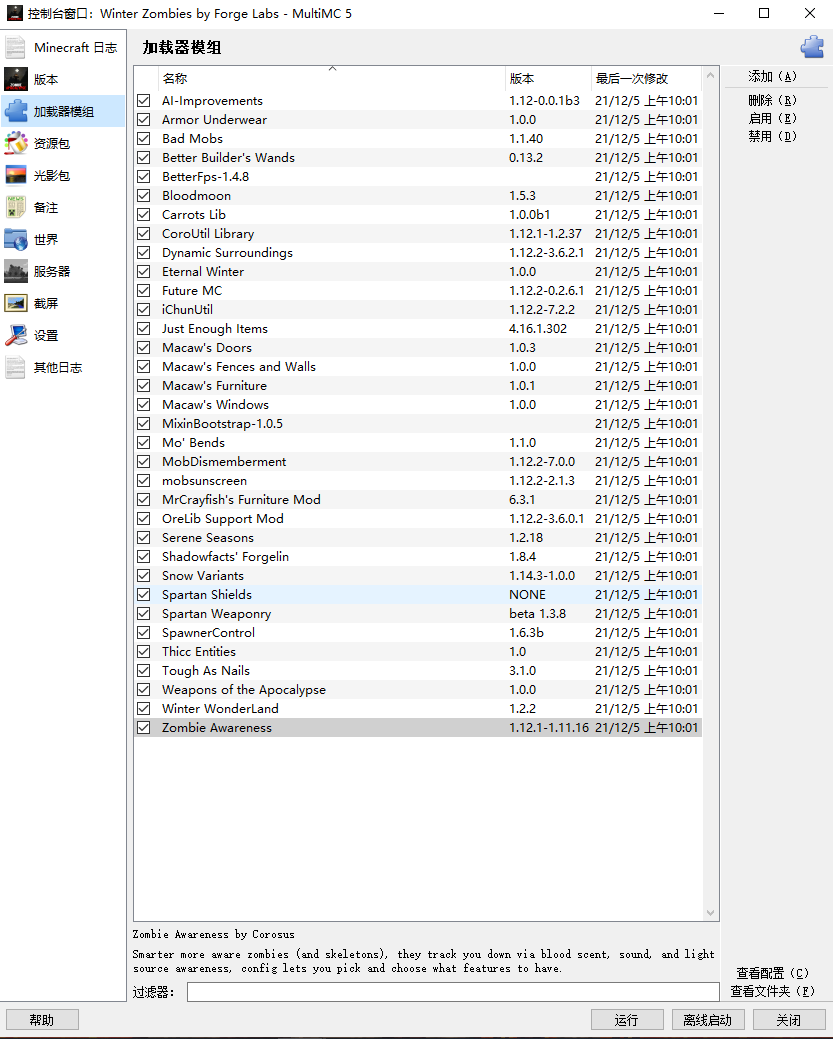 控制台窗口: Winter Zombies by Forge Labs - MultiMC 5
Minecraft 日志
版本
加载器模组
资源包
光影包
备注
世界
服务器
截屏
设置
其他日志
加载器模组
名称 版本 最后一次修改
AI-Improvements 1.12-0.0.1b3 21/12/5 上午10:01
Armor Underwear 1.0.0 21/12/5 上午10:01
Bad Mobs 1.1.40 21/12/5 上午10:01
Better Builder's Wands 0.13.2 21/12/5 上午10:01
BetterFps-1.4.8 21/12/5 上午10:01
Bloodmoon 1.5.3 21/12/5 上午10:01
Carrots Lib 1.0.0b1 21/12/5 上午10:01
CoroUtil Library 1.12.1-1.2.37 21/12/5 上午10:01
Dynamic Surroundings 1.12.2-3.6.2.1 21/12/5 上午10:01
Eternal Winter 1.0.0 21/12/5 上午10:01
Future MC 1.12.2-0.2.6.1 21/12/5 上午10:01
iChunUtil 1.12.2-7.2.2 21/12/5 上午10:01
Just Enough Items 4.16.1.302 21/12/5 上午10:01
Macaw's Doors 1.0.3 21/12/5 上午10:01
Macaw's Fences and Walls 1.0.0 21/12/5 上午10:01
Macaw's Furniture 1.0.1 21/12/5 上午10:01
Macaw's Windows 1.0.0 21/12/5 上午10:01
MixinBootstrap-1.0.5 21/12/5 上午10:01
Mo' Bends 1.1.0 21/12/5 上午10:01
MobDismemberment 1.12.2-7.0.0 21/12/5 上午10:01
mobsunscreen 1.12.2-2.1.3 21/12/5 上午10:01
MrCrayfish's Furniture Mod 6.3.1 21/12/5 上午10:01
OreLib Support Mod 1.12.2-3.6.0.1 21/12/5 上午10:01
Serene Seasons 1.2.18 21/12/5 上午10:01
Shadowfacts' Forgelin 1.8.4 21/12/5 上午10:01
Snow Variants 1.14.3-1.0.0 21/12/5 上午10:01
Spartan Shields NONE 21/12/5 上午10:01
Spartan Weaponry beta 1.3.8 21/12/5 上午10:01
SpawnerControl 1.6.3b 21/12/5 上午10:01
Thicc Entities 1.0 21/12/5 上午10:01
Tough As Nails 3.1.0 21/12/5 上午10:01
Weapons of the Apocalypse 1.0.0 21/12/5 上午10:01
Winter WonderLand 1.2.2 21/12/5 上午10:01
Zombie Awareness 1.12.1-1.11.16 21/12/5 上午10:01
Zombie Awareness by Corosus
Smarter more aware zombies (and skeletons), they track you down via blood scent, sound, and light
source awareness, config lets you pick and choose what features to have.
过滤器:
添加 (A)
删除 (R)
启用 (E)
禁用 (D)
查看配置 (C)
查看文件夹 (F)
帮助 运行 离线启动 关闭